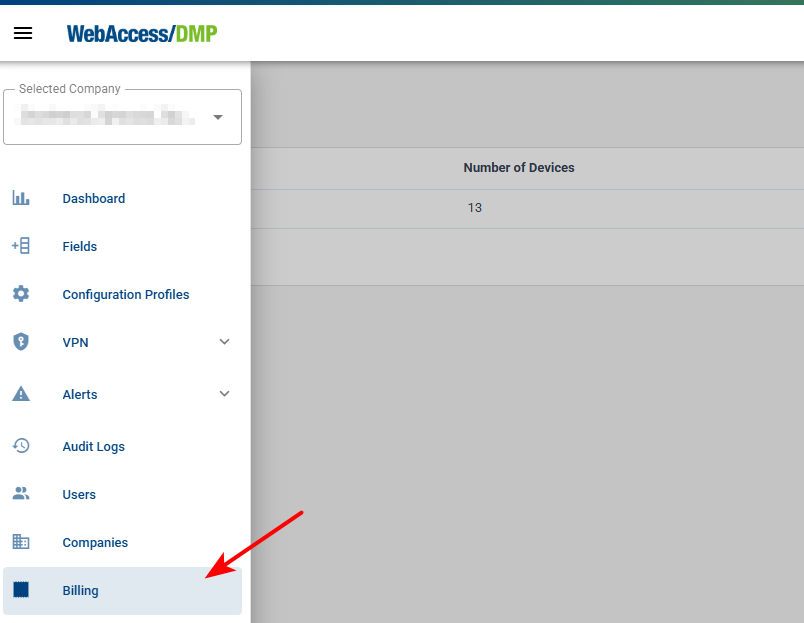 WebAccess/DMP
Selected Company
Number of Devices
13
Dashboard
Fields
Configuration Profiles
VPN
Alerts
Audit Logs
Users
Companies
Billing